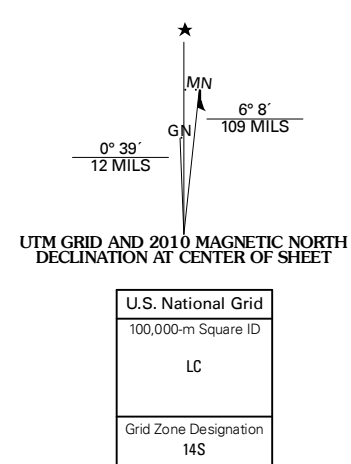 ★
MN
GN
6° 8´
109 MILS
0° 39´
12 MILS
UTM GRID AND 2010 MAGNETIC NORTH
DECLINATION AT CENTER OF SHEET
U.S. National Grid
100,000-m Square ID
LC
Grid Zone Designation
14S